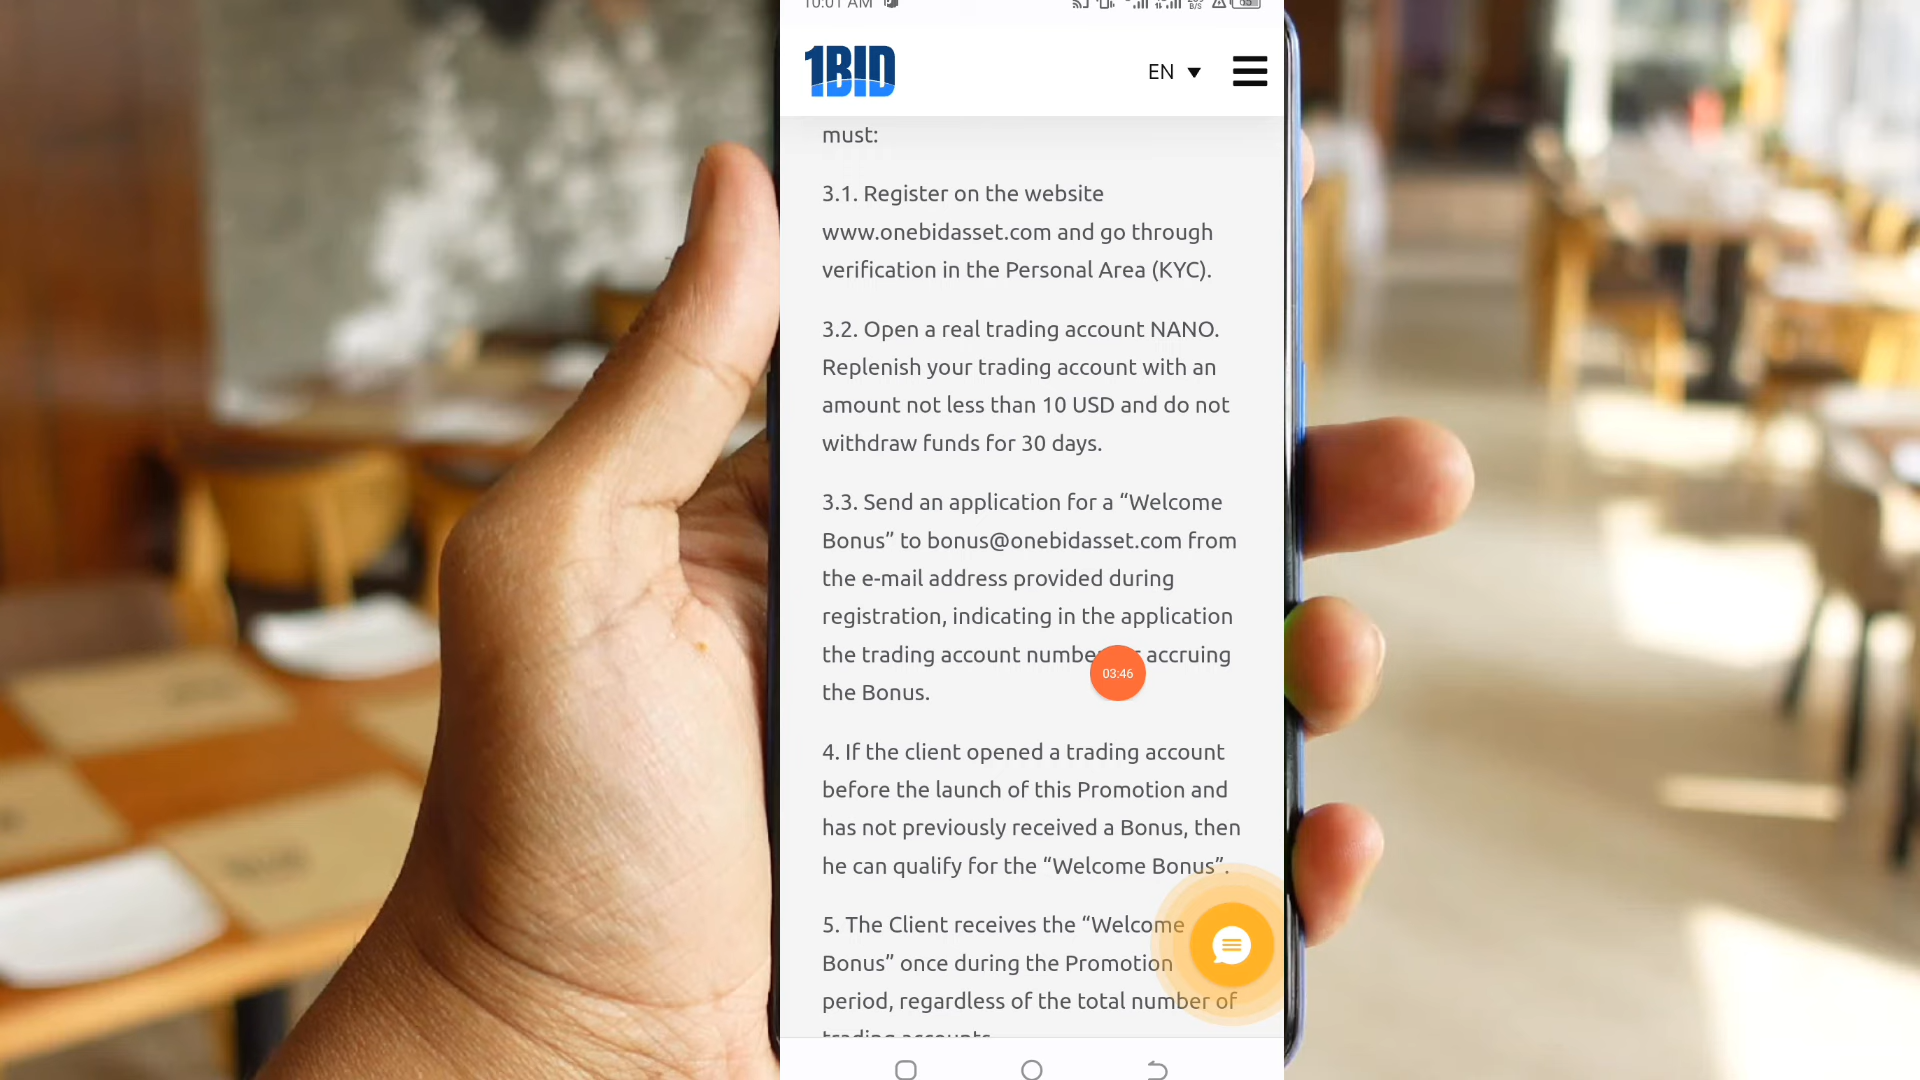 10:01 AM
1BID
EN
must:
3.1. Register on the website
www.onebidasset.com and go through
verification in the Personal Area (KYC).
3.2. Open a real trading account NANO.
Replenish your trading account with an
amount not less than 10 USD and do not
withdraw funds for 30 days.
3.3. Send an application for a “Welcome
Bonus” to bonus@onebidasset.com from
the e-mail address provided during
registration, indicating in the application
the trading account accruing
03:46
the Bonus.
4. If the client opened a trading account
before the launch of this Promotion and
has not previously received a Bonus, then
he can qualify for the “Welcome Bonus”.
5. The Client receives the “Welcome
Bonus” once during the Promotion
period, regardless of the total number of
trading accounts